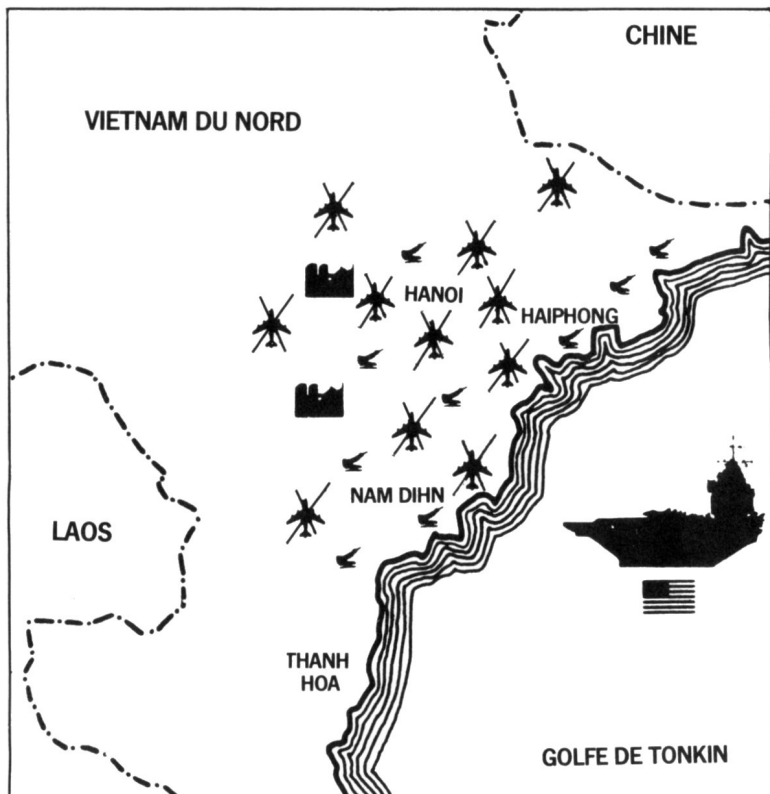 CHINE
VIETNAM DU NORD
HANOI
HAIPHONG
NAM DIHN
LAOS
THANH
HOA
GOLFE DE TONKIN